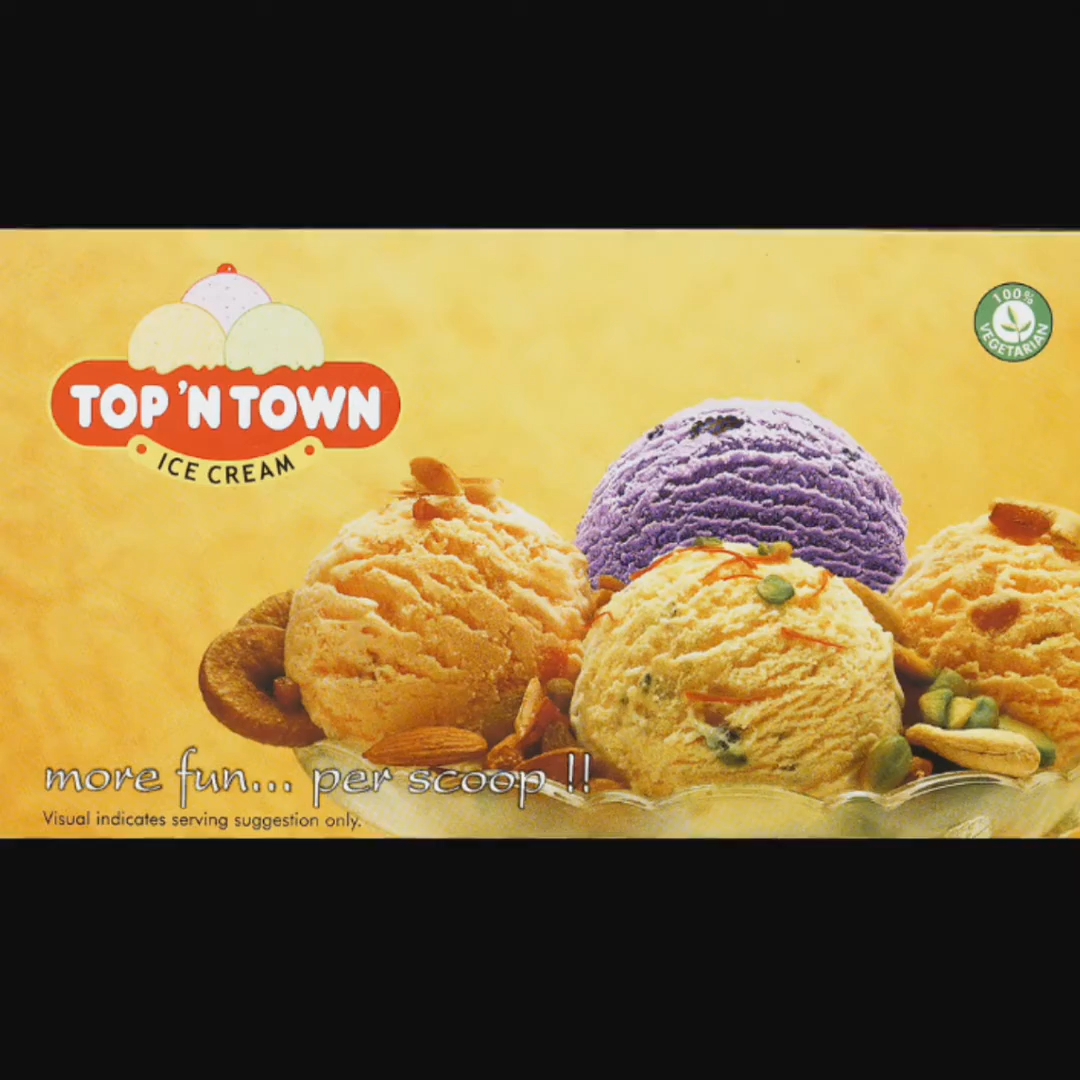 TOP 'N TOWN
ICE CREAM
100%
VEGETARIAN
more fun... per scoop !!
Visual indicates serving suggestion only.